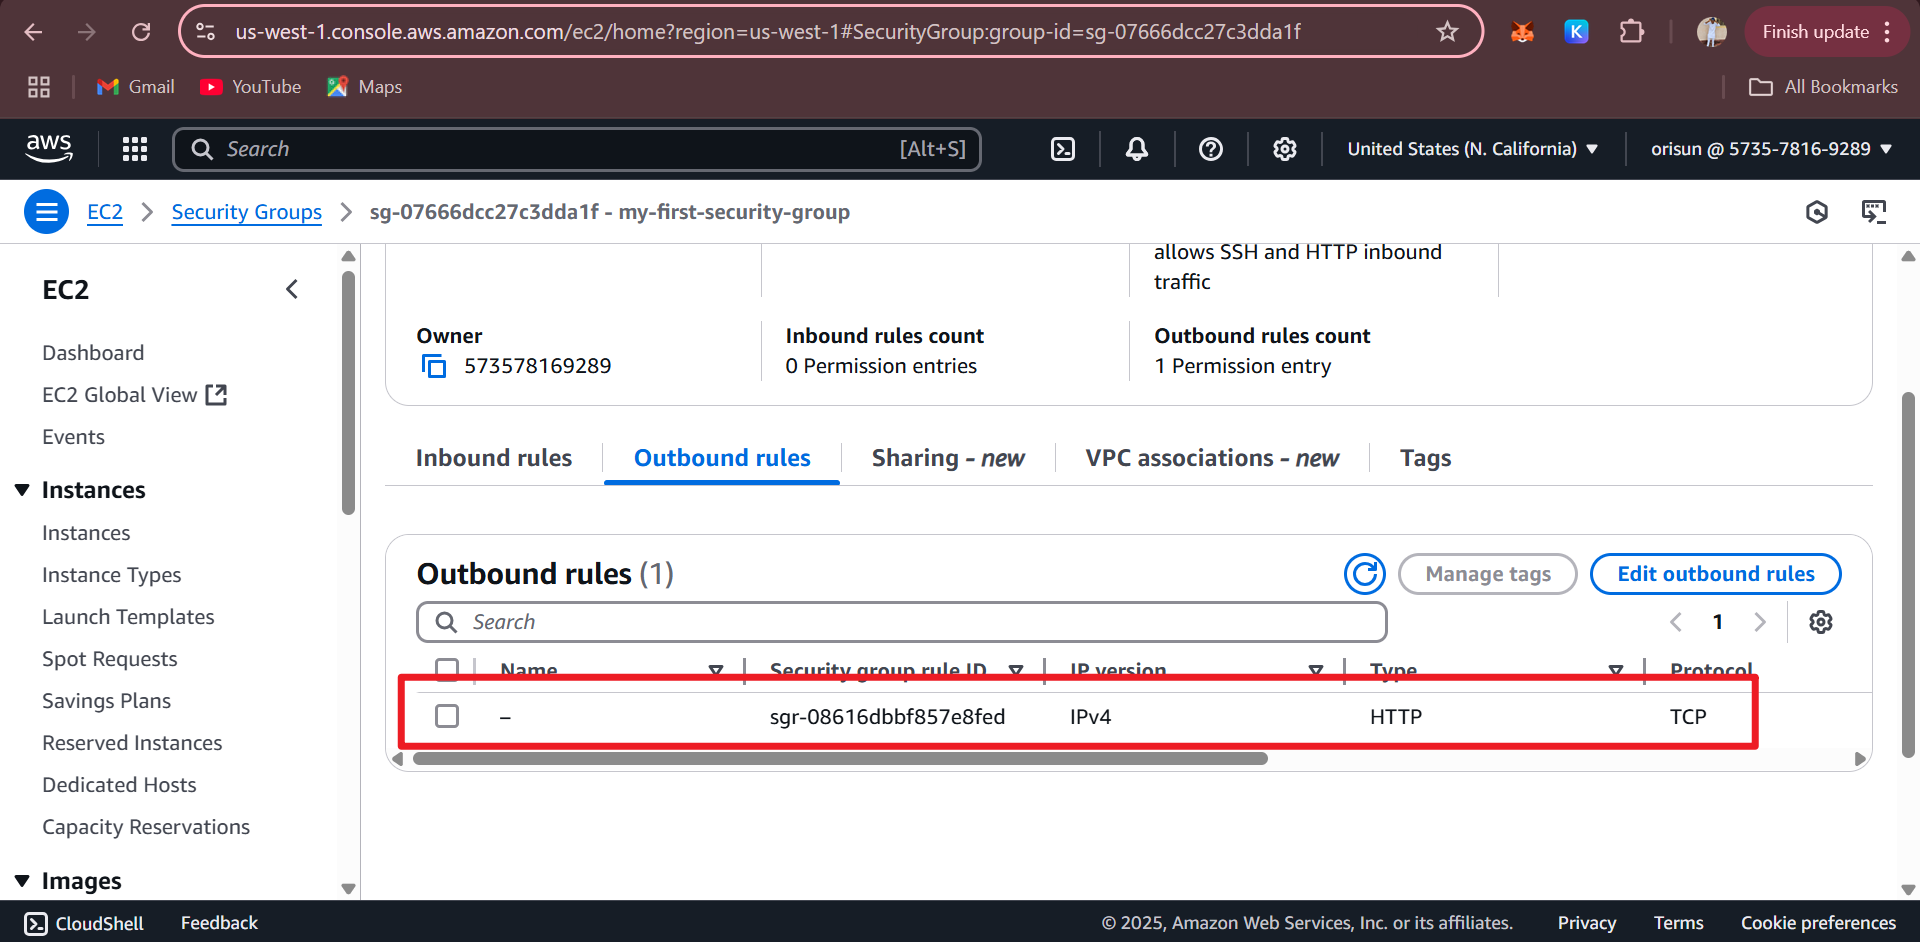 us-west-1.console.aws.amazon.com/ec2/home?region=us-west-1#SecurityGroup:group-id=sg-07666dcc27c3dda1f
K
Finish update
Gmail
YouTube
Maps
All Bookmarks
aws
Search
[Alt+S]
United States (N. California)
orisun @ 5735-7816-9289
EC2
Security Groups
sg-07666dcc27c3dda1f - my-first-security-group
EC2
Dashboard
EC2 Global View
Events
Instances
Instances
Instance Types
Launch Templates
Spot Requests
Savings Plans
Reserved Instances
Dedicated Hosts
Capacity Reservations
Images
allows SSH and HTTP inbound
traffic
Owner
573578169289
Inbound rules count
0 Permission entries
Outbound rules count
1 Permission entry
Inbound rules
Outbound rules
Sharing - new
VPC associations - new
Tags
Outbound rules (1)
Manage tags
Edit outbound rules
Search
1
Name
Security group rule ID
IP version
Type
Protocol
–
sgr-08616dbbf857e8fed
IPv4
HTTP
TCP
CloudShell
Feedback
© 2025, Amazon Web Services, Inc. or its affiliates.
Privacy
Terms
Cookie preferences